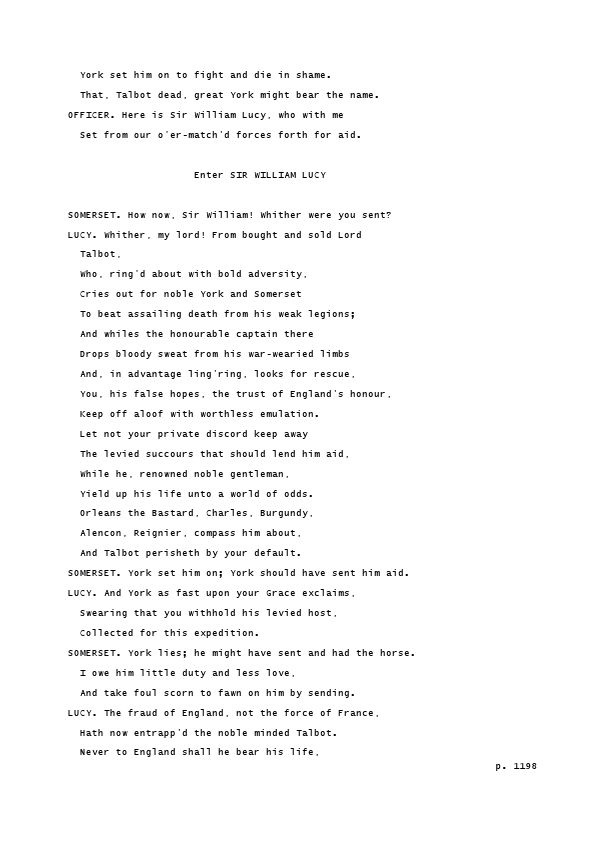 York set him on to fight and die in shame.
That, Talbot dead, great York might bear the name.
OFFICER. Here is Sir William Lucy, who with me
Set from our o'er-match'd forces forth for aid.
Enter SIR WILLIAM LUCY
SOMERSET. How now, Sir William! Whither were you sent?
LUCY. Whither, my lord! From bought and sold Lord
Talbot,
Who, ring'd about with bold adversity,
Cries out for noble York and Somerset
To beat assailing death from his weak legions;
And whiles the honourable captain there
Drops bloody sweat from his war-wearied limbs
And, in advantage ling'ring, looks for rescue,
You, his false hopes, the trust of England's honour,
Keep off aloof with worthless emulation.
Let not your private discord keep away
The levied succours that should lend him aid,
While he, renowned noble gentleman,
Yield up his life unto a world of odds.
Orleans the Bastard, Charles, Burgundy,
Alencon, Reignier, compass him about,
And Talbot perisheth by your default.
SOMERSET. York set him on; York should have sent him aid.
LUCY. And York as fast upon your Grace exclaims,
Swearing that you withhold his levied host,
Collected for this expedition.
SOMERSET. York lies; he might have sent and had the horse.
I owe him little duty and less love,
And take foul scorn to fawn on him by sending.
LUCY. The fraud of England, not the force of France,
Hath now entrapp'd the noble minded Talbot.
Never to England shall he bear his life,
p. 1198